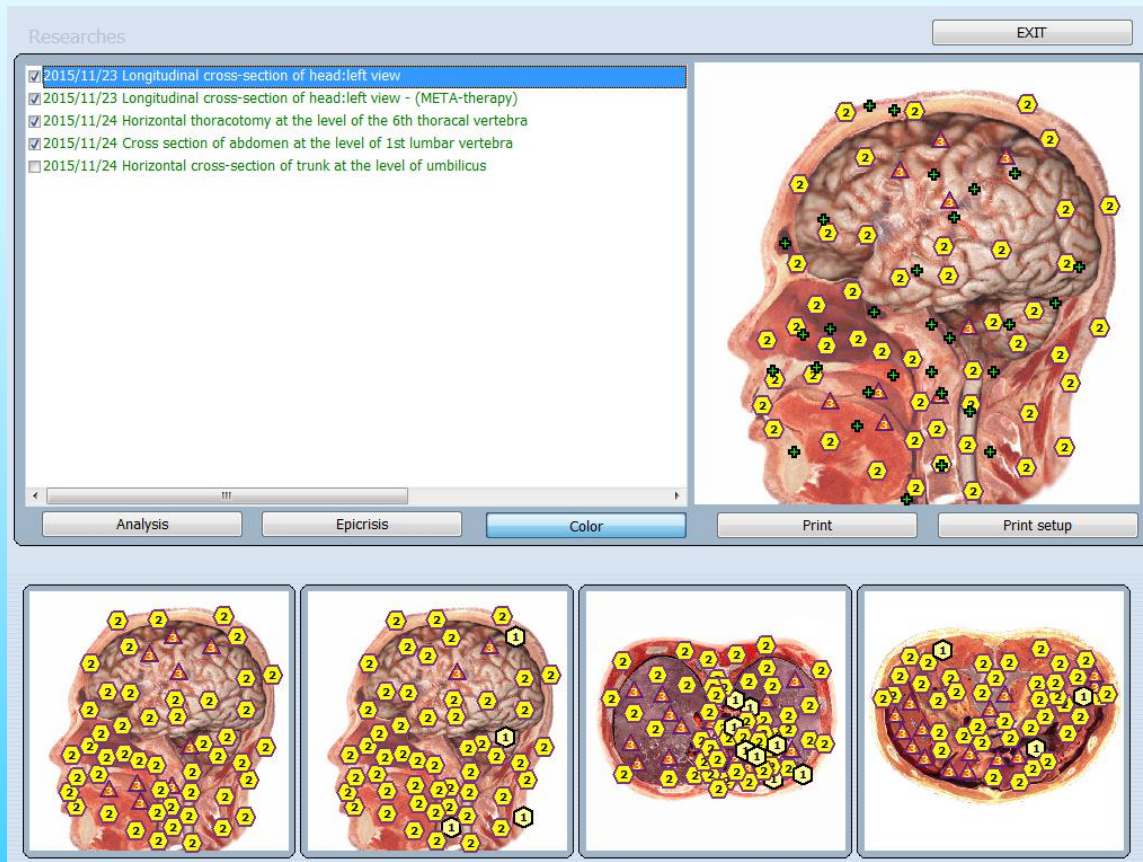 Researches
EXIT
2015/11/23 Longitudinal cross-section of head:left view
2015/11/23 Longitudinal cross-section of head:left view - (META-therapy)
2015/11/24 Horizontal thoracotomy at the level of the 6th thoracal vertebra
2015/11/24 Cross section of abdomen at the level of 1st lumbar vertebra
2015/11/24 Horizontal cross-section of trunk at the level of umbilicus
Analysis
Epicrisis
Color
Print
Print setup